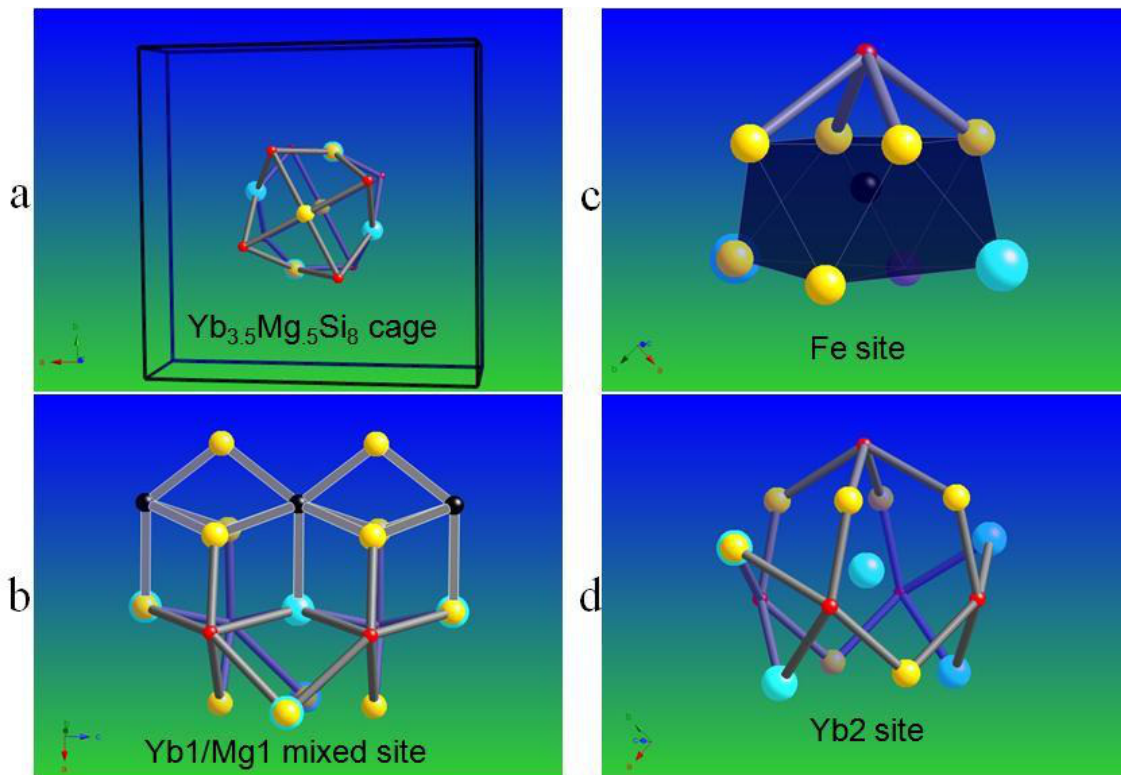 a
Yb₃.₅Mg.₅Si₈ cage
c
Fe site
b
Yb1/Mg1 mixed site
d
Yb2 site